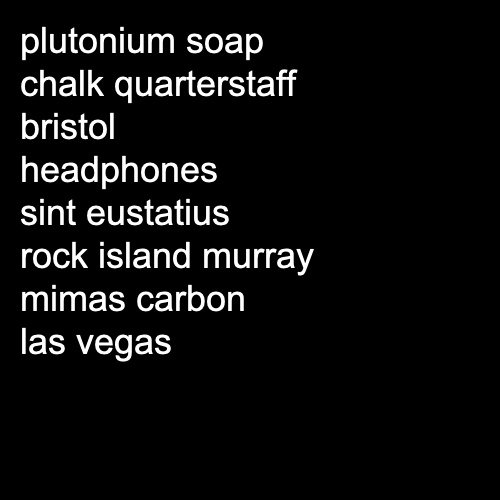 plutonium soap
chalk quarterstaff
bristol
headphones
sint eustatius
rock island murray
mimas carbon
las vegas